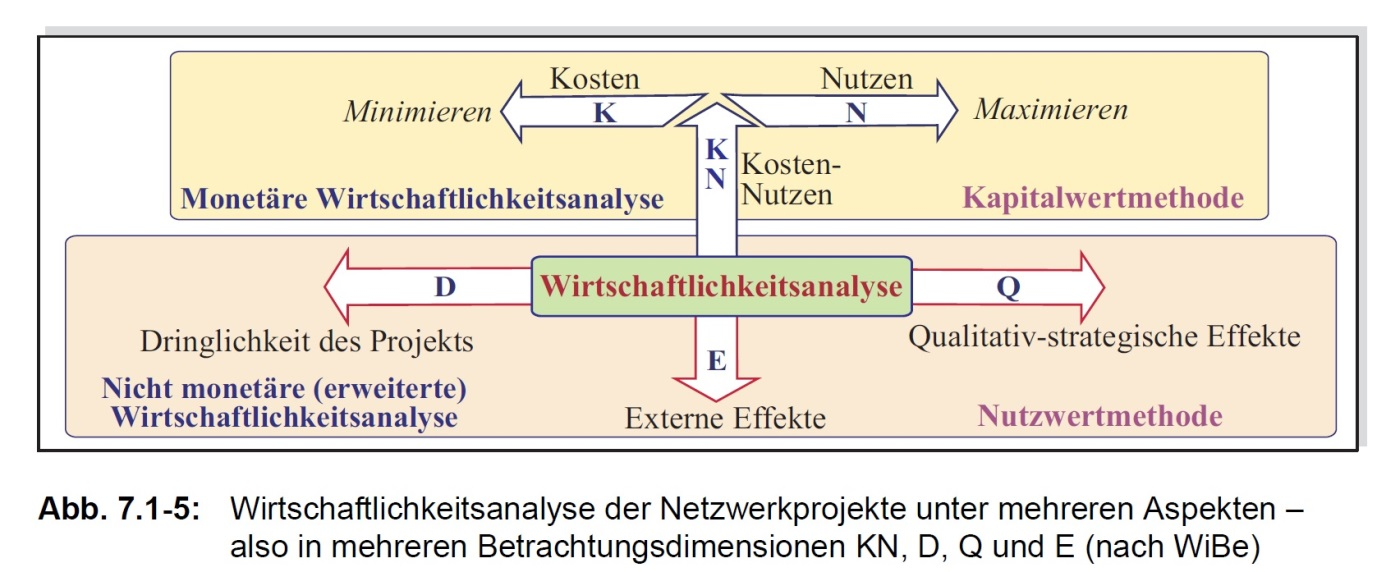 Kosten
Nutzen
Minimieren
K
N
Maximieren
K
N
Kosten-
Nutzen
Monetäre Wirtschaftlichkeitsanalyse
Kapitalwertmethode
D
Wirtschaftlichkeitsanalyse
Q
Dringlichkeit des Projekts
Qualitativ-strategische Effekte
E
Nicht monetäre (erweiterte)
Wirtschaftlichkeitsanalyse
Externe Effekte
Nutzwertmethode
Abb. 7.1-5: Wirtschaftlichkeitsanalyse der Netzwerkprojekte unter mehreren Aspekten –
also in mehreren Betrachtungsdimensionen KN, D, Q und E (nach WiBe)